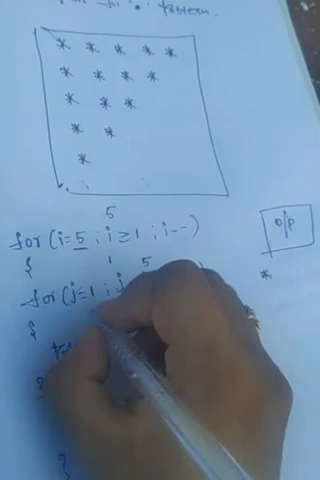 pattern.
* * * * *
* * * *
* * *
* *
*
5
for (i=5 ; i≥1 ; i--)
{
1 5
for (j=1 ; j
{
o/p
*
}